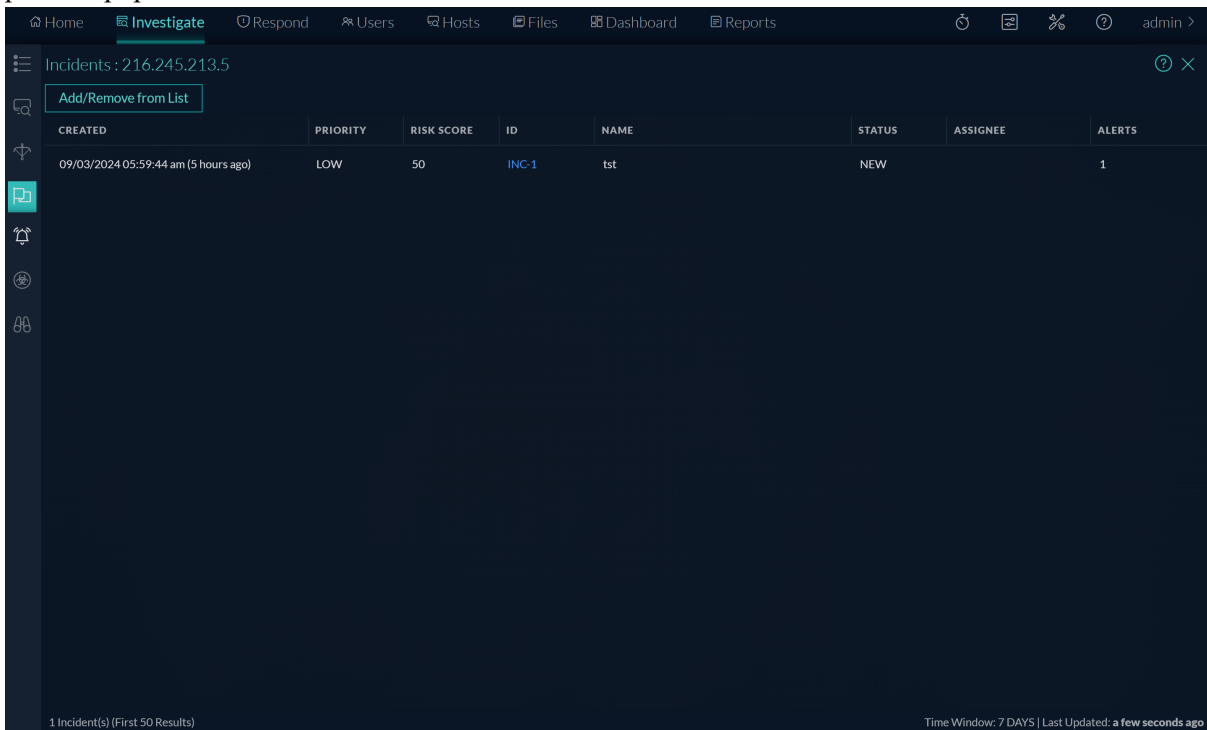 Home Investigate Respond Users Hosts Files Dashboard Reports admin >
Incidents : 216.245.213.5
Add/Remove from List
CREATED PRIORITY RISK SCORE ID NAME STATUS ASSIGNEE ALERTS
09/03/2024 05:59:44 am (5 hours ago) LOW 50 INC-1 tst NEW 1
1 Incident(s) (First 50 Results) Time Window: 7 DAYS | Last Updated: a few seconds ago